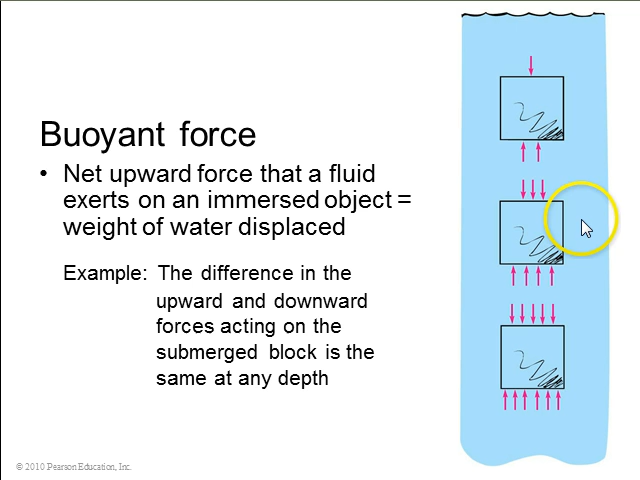 Buoyant force
• Net upward force that a fluid
exerts on an immersed object =
weight of water displaced
Example: The difference in the
upward and downward
forces acting on the
submerged block is the
same at any depth
© 2010 Pearson Education, Inc.